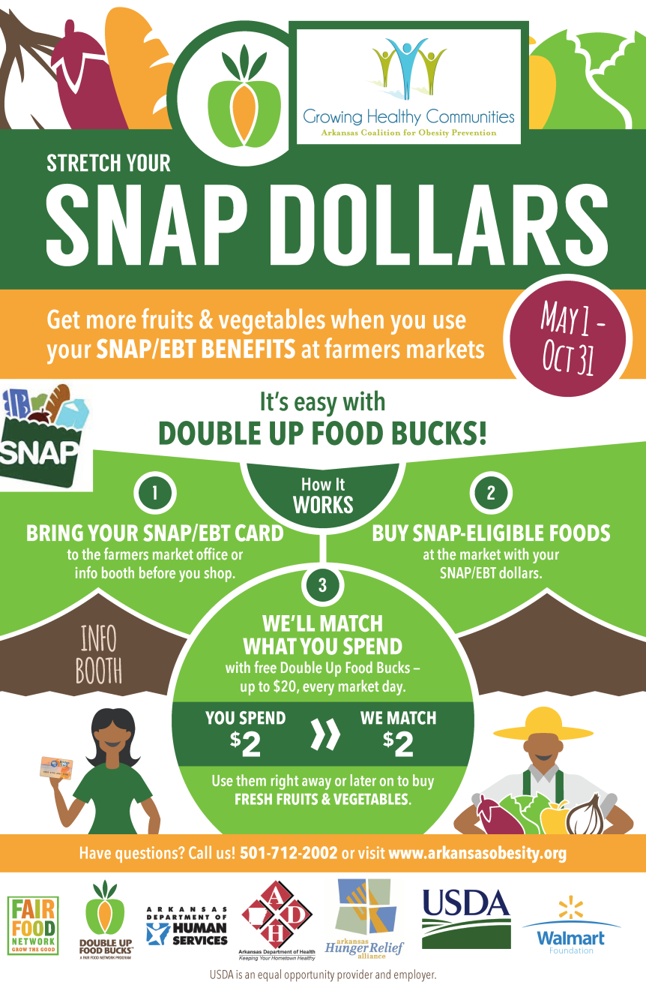 Growing Healthy Communities
Arkansas Coalition for Obesity Prevention
STRETCH YOUR
SNAP DOLLARS
Get more fruits & vegetables when you use
your SNAP/EBT BENEFITS at farmers markets
MAY 1 -
OCT 31
SNAP
It's easy with
DOUBLE UP FOOD BUCKS!
How It
WORKS
1
BRING YOUR SNAP/EBT CARD
to the farmers market office or
info booth before you shop.
2
BUY SNAP-ELIGIBLE FOODS
at the market with your
SNAP/EBT dollars.
INFO
BOOTH
3
WE'LL MATCH
WHAT YOU SPEND
with free Double Up Food Bucks –
up to $20, every market day.
YOU SPEND
$2
WE MATCH
$2
Use them right away or later on to buy
FRESH FRUITS & VEGETABLES.
Have questions? Call us! 501-712-2002 or visit www.arkansasobesity.org
FAIR
FOOD
NETWORK
GROW THE GOOD
DOUBLE UP
FOOD BUCKS™
A FAIR FOOD NETWORK PROGRAM
ARKANSAS
DEPARTMENT OF
HUMAN
SERVICES
ADH
Arkansas Department of Health
Keeping Your Hometown Healthy
arkansas
Hunger Relief
alliance
USDA
Walmart
Foundation
USDA is an equal opportunity provider and employer.